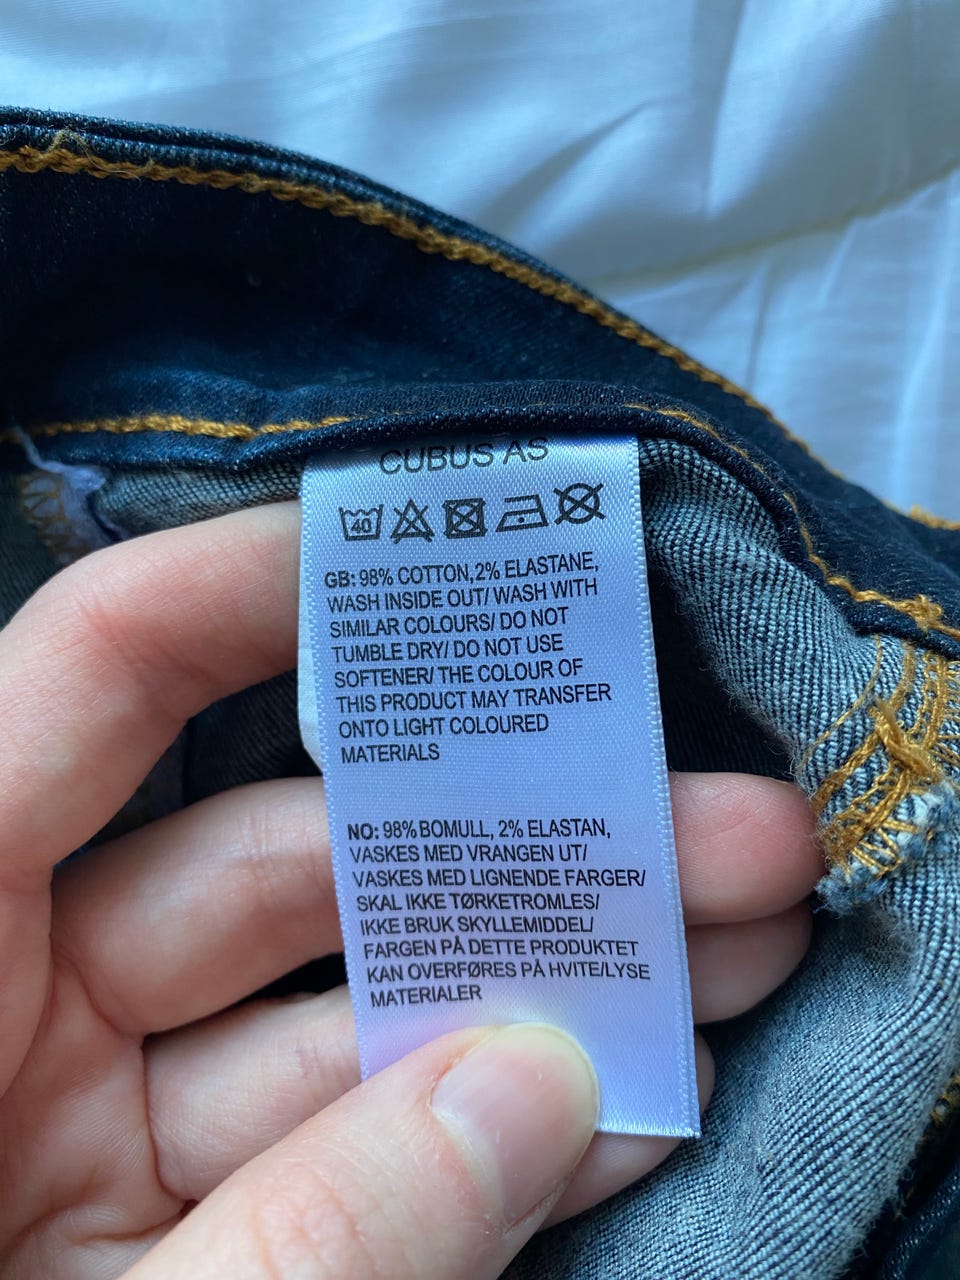 CUBUS AS
40
GB: 98% COTTON,2% ELASTANE,
WASH INSIDE OUT/ WASH WITH
SIMILAR COLOURS/ DO NOT
TUMBLE DRY/ DO NOT USE
SOFTENER/ THE COLOUR OF
THIS PRODUCT MAY TRANSFER
ONTO LIGHT COLOURED
MATERIALS
NO: 98% BOMULL, 2% ELASTAN,
VASKES MED VRANGEN UT/
VASKES MED LIGNENDE FARGER/
SKAL IKKE TØRKETROMLES/
IKKE BRUK SKYLLEMIDDEL/
FARGEN PÅ DETTE PRODUKTET
KAN OVERFØRES PÅ HVITE/LYSE
MATERIALER